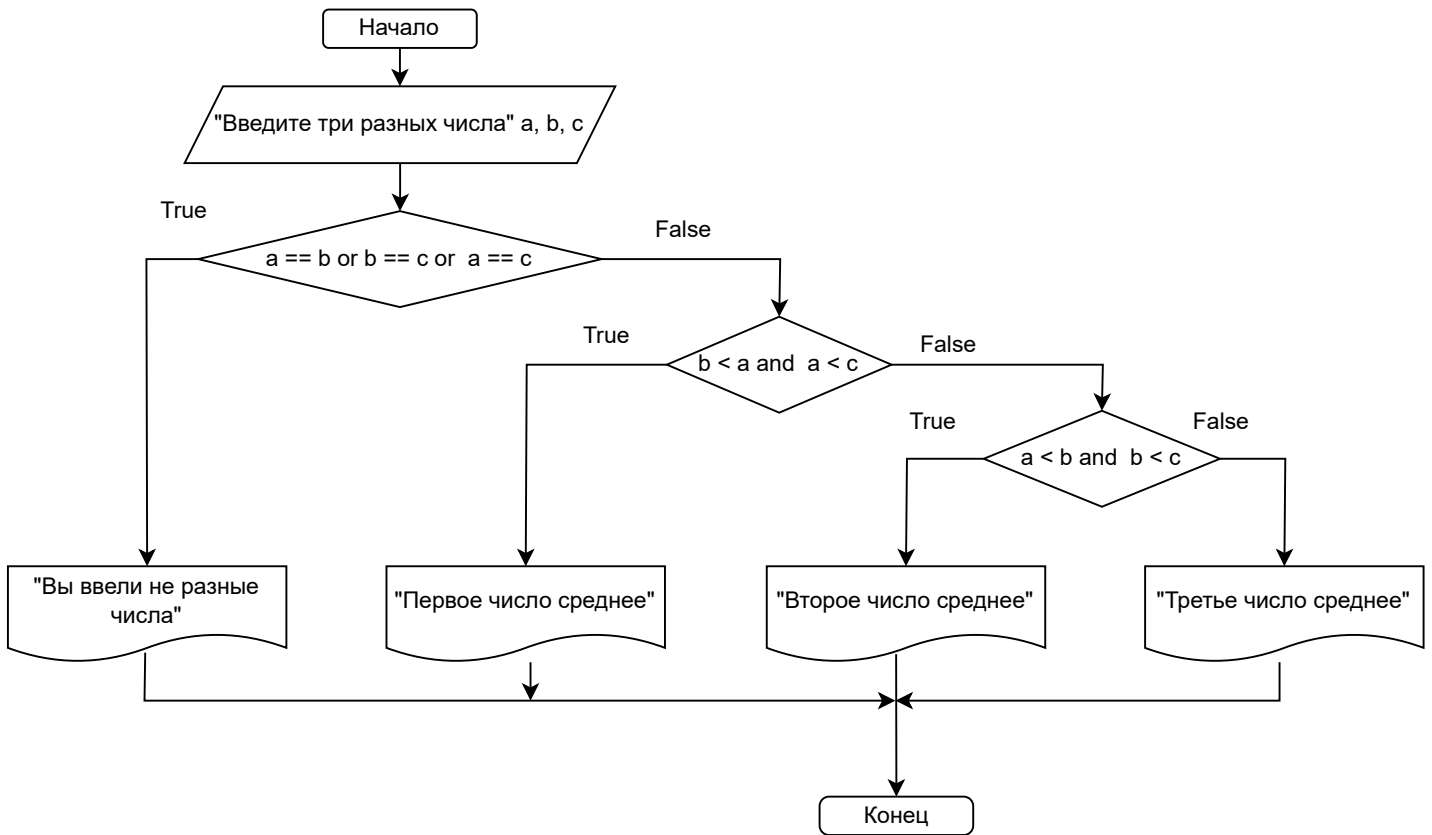 Начало
"Введите три разных числа" a, b, c
True
False
a == b or b == c or  a == c
True
False
b < a and  a < c
True
False
a < b and  b < c
"Вы ввели не разные
числа"
"Первое число среднее"
"Второе число среднее"
"Третье число среднее"
Конец